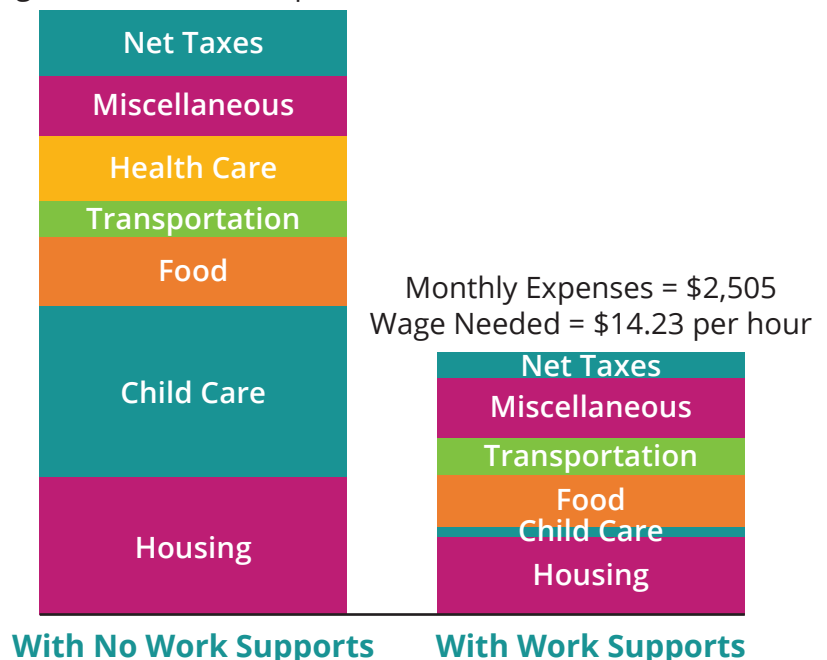 Net Taxes
Miscellaneous
Health Care
Transportation
Food
Child Care
Housing
Monthly Expenses = $2,505
Wage Needed = $14.23 per hour
Net Taxes
Miscellaneous
Transportation
Food
Child Care
Housing
With No Work Supports
With Work Supports